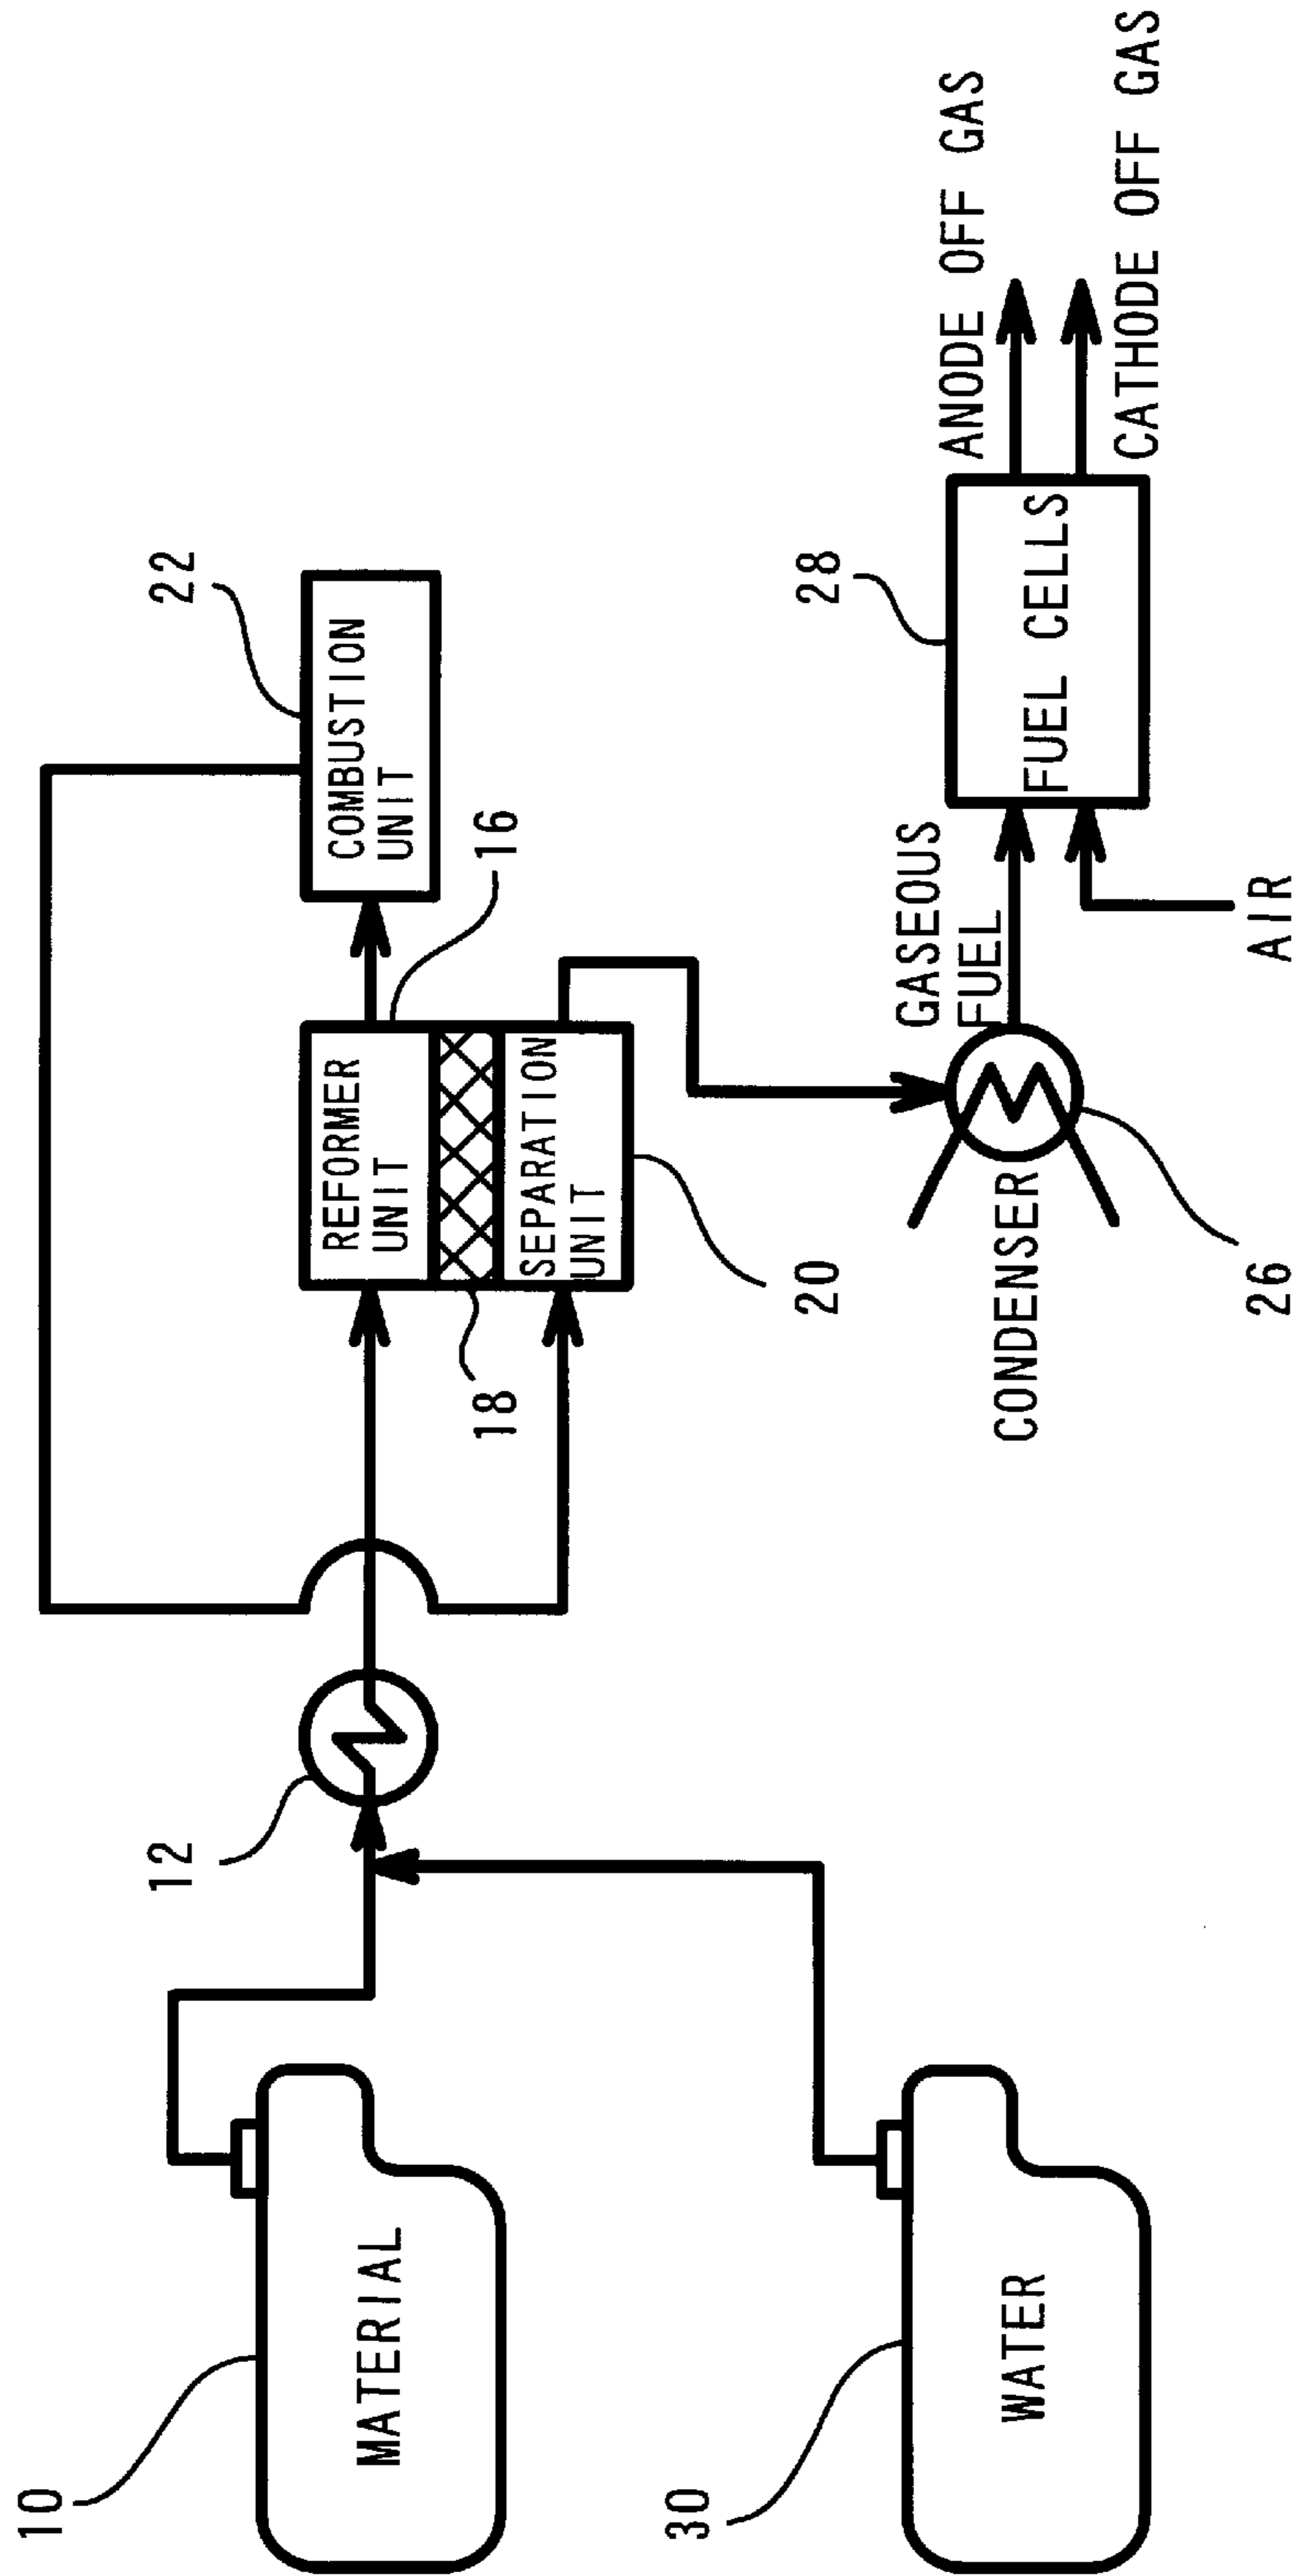 22
COMBUSTION
UNIT
16
REFORMER
UNIT
18
SEPARATION
UNIT
20
12
10
MATERIAL
30
WATER
CONDENSER
26
GASEOUS
FUEL
AIR
28
FUEL CELLS
ANODE OFF GAS
CATHODE OFF GAS